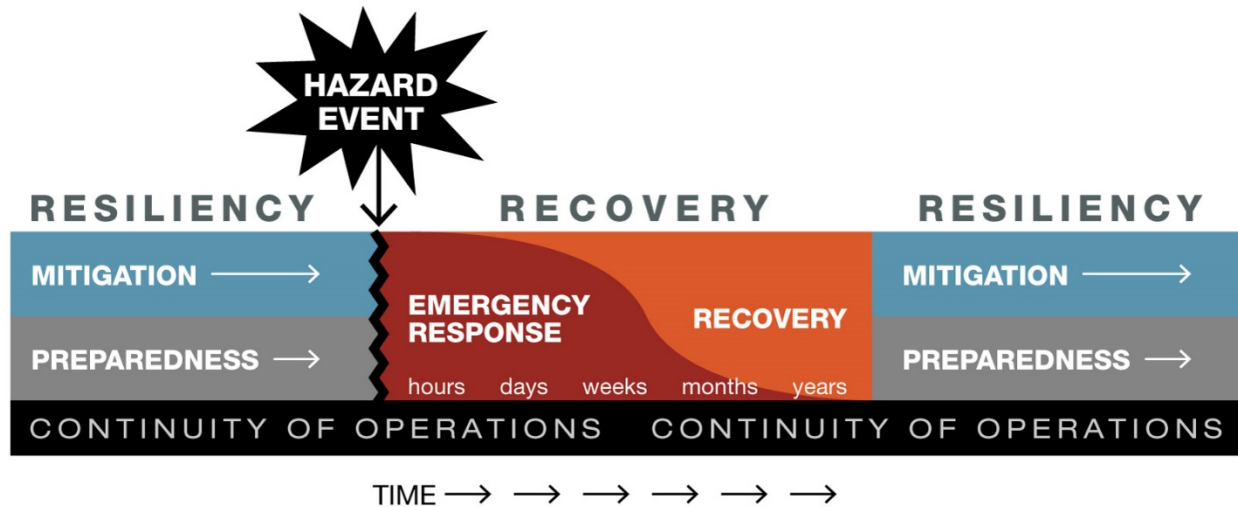 HAZARD
EVENT
RESILIENCY
RECOVERY
RESILIENCY
MITIGATION
PREPAREDNESS
EMERGENCY
RESPONSE
RECOVERY
hours days weeks months years
MITIGATION
PREPAREDNESS
CONTINUITY OF OPERATIONS CONTINUITY OF OPERATIONS
TIME